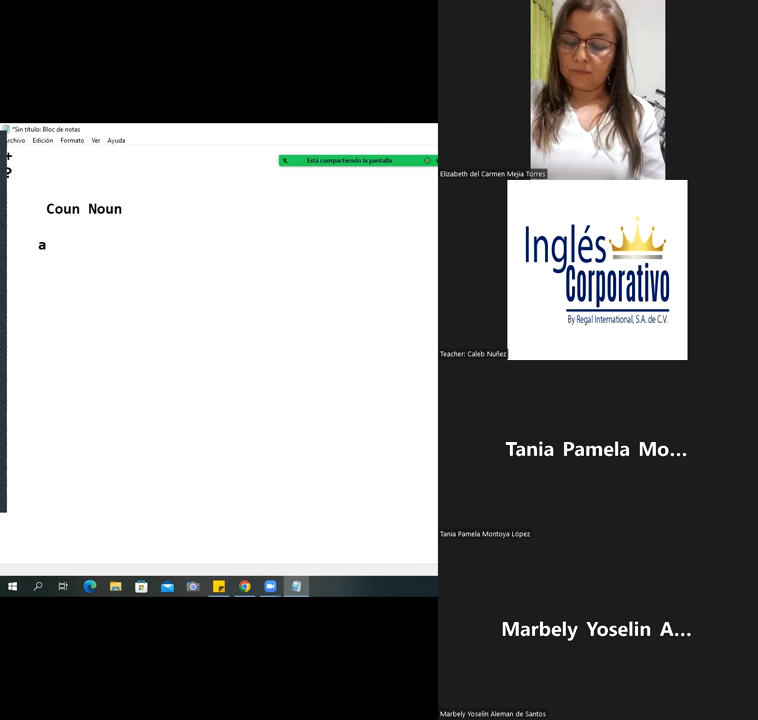 *Sin título: Bloc de notas
rchivo Edición Formato Ver Ayuda
+
?
Está compartiendo la pantalla
Coun Noun
a
Elizabeth del Carmen Mejia Torres
Inglés
Corporativo
By Regal International, S.A. de C.V.
Teacher: Caleb Nuñez
Tania Pamela Mo...
Tania Pamela Montoya López
Marbely Yoselin A...
Marbely Yoselin Aleman de Santos